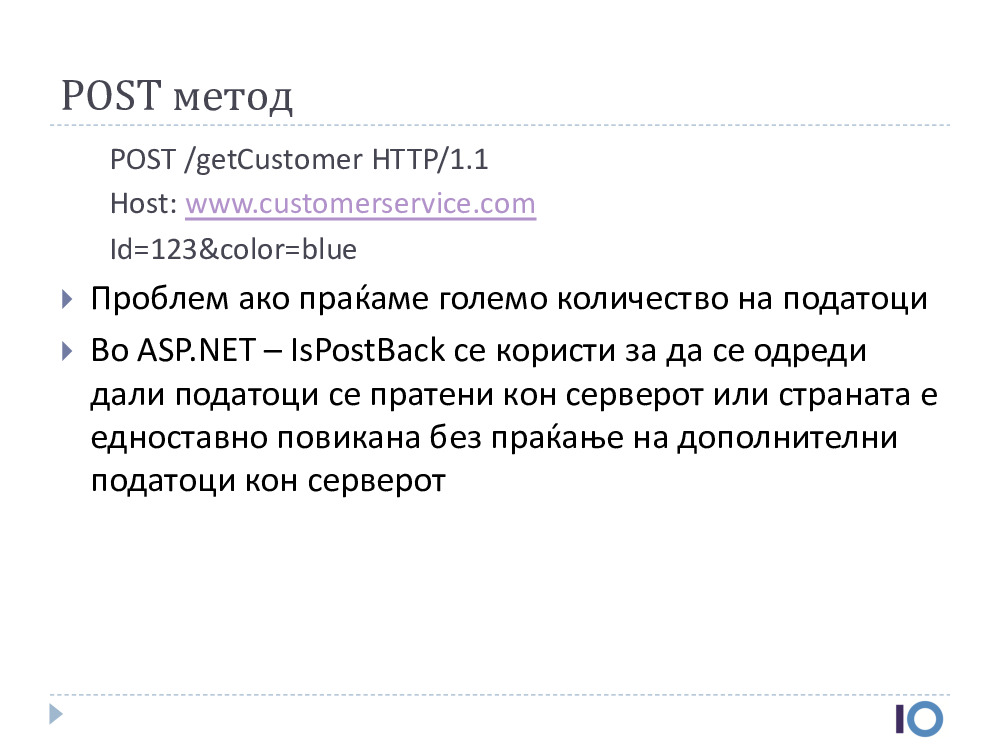 POST метод
POST /getCustomer HTTP/1.1
Host: www.customerservice.com
Id=123&color=blue
Проблем ако праќаме големо количество на податоци
Во ASP.NET – IsPostBack се користи за да се одреди
дали податоци се пратени кон серверот или страната е
едноставно повикана без праќање на дополнителни
податоци кон серверот
IO